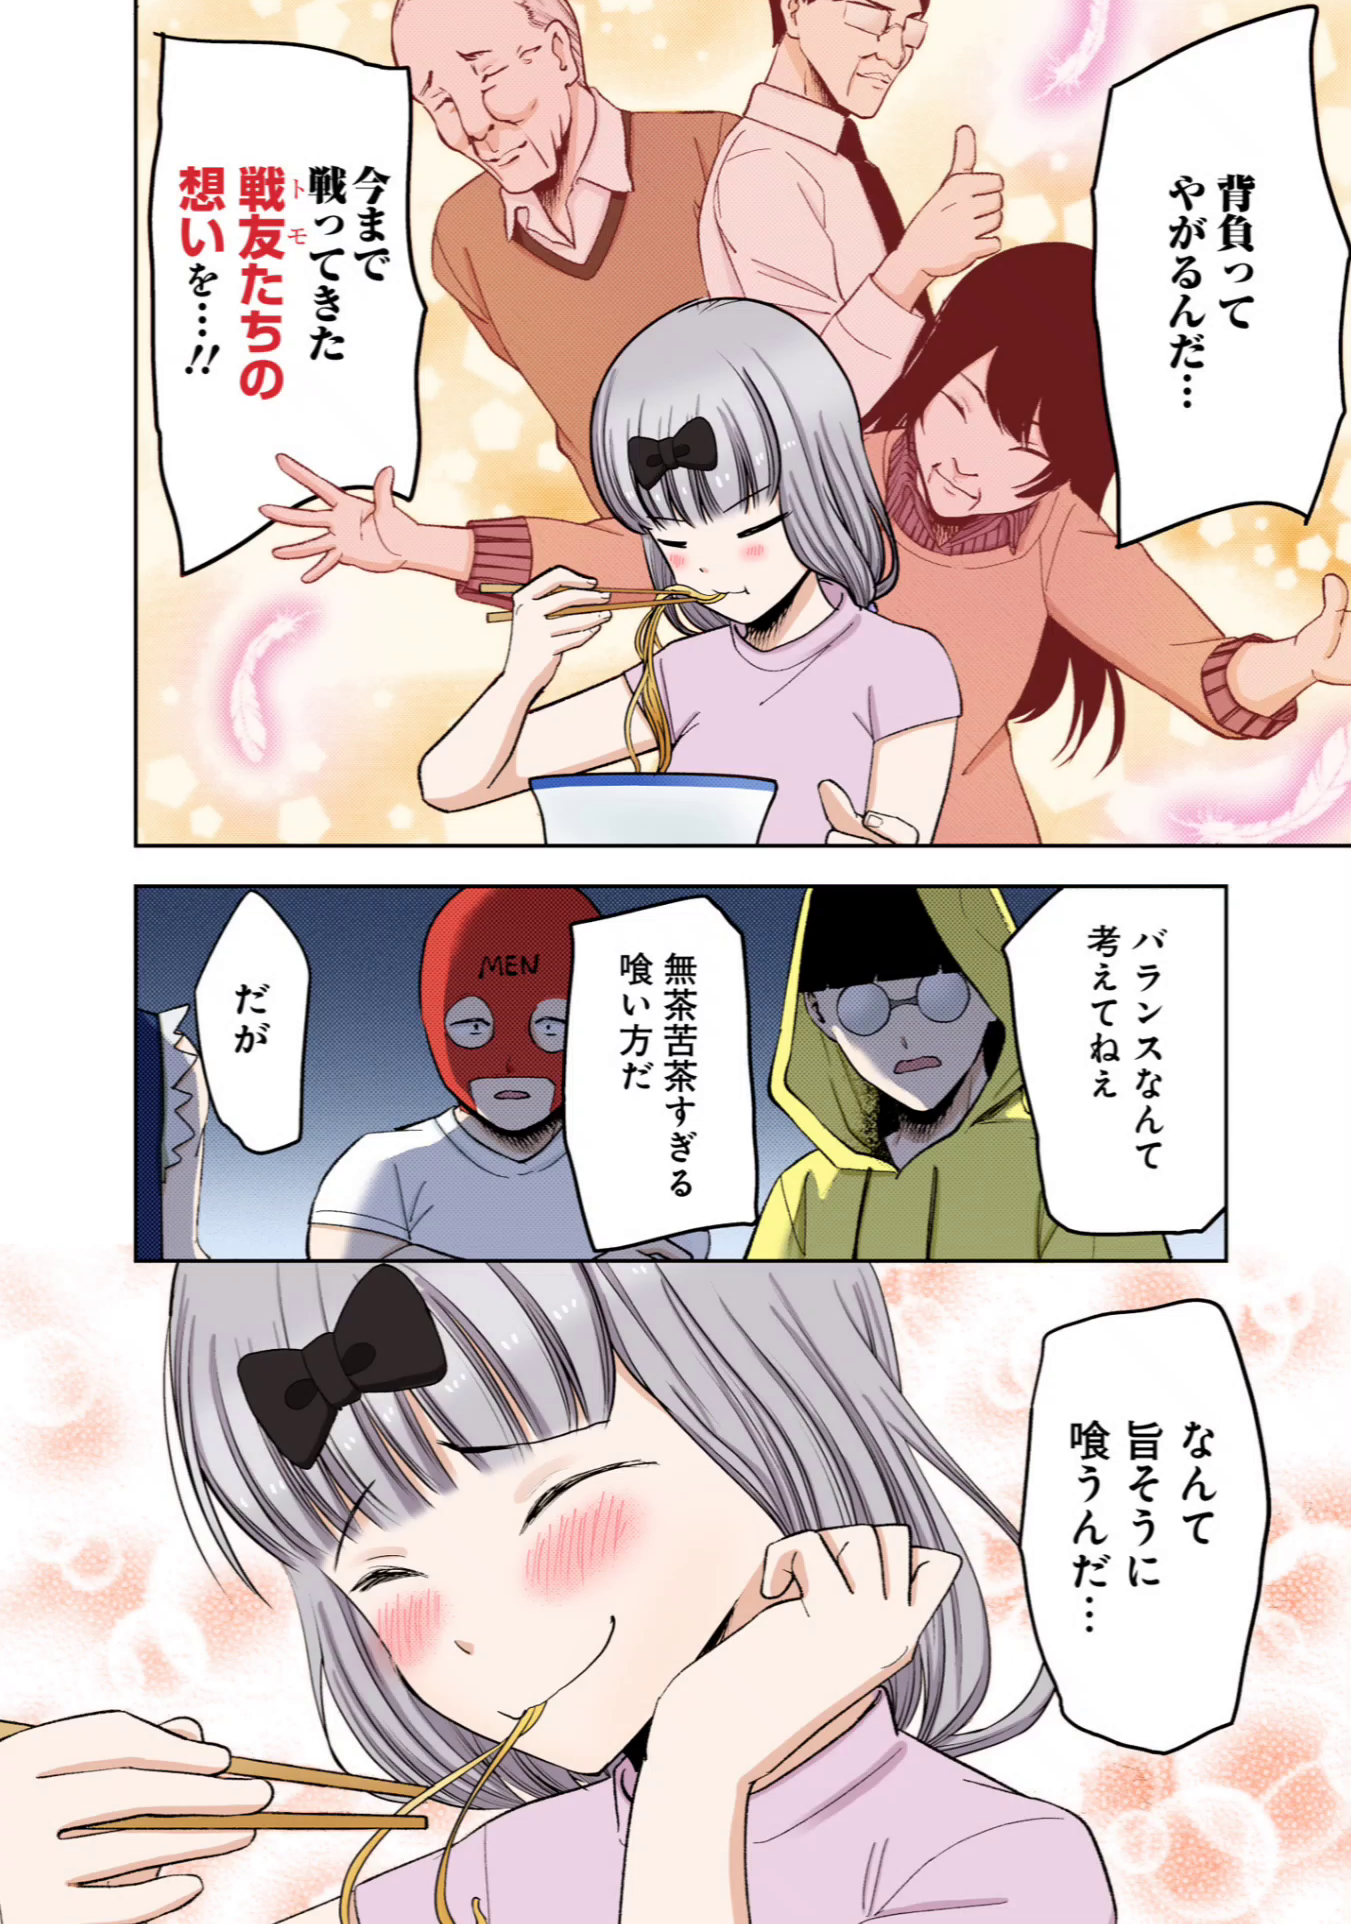 背負って
やがるんだ…
今まで
戦ってきた
戦友たちの
トモ
想いを…!!
バランスなんて
考えてねぇ
無茶苦茶すぎる
喰い方だ
MEN
だが
なんて
旨そうに
喰うんだ…